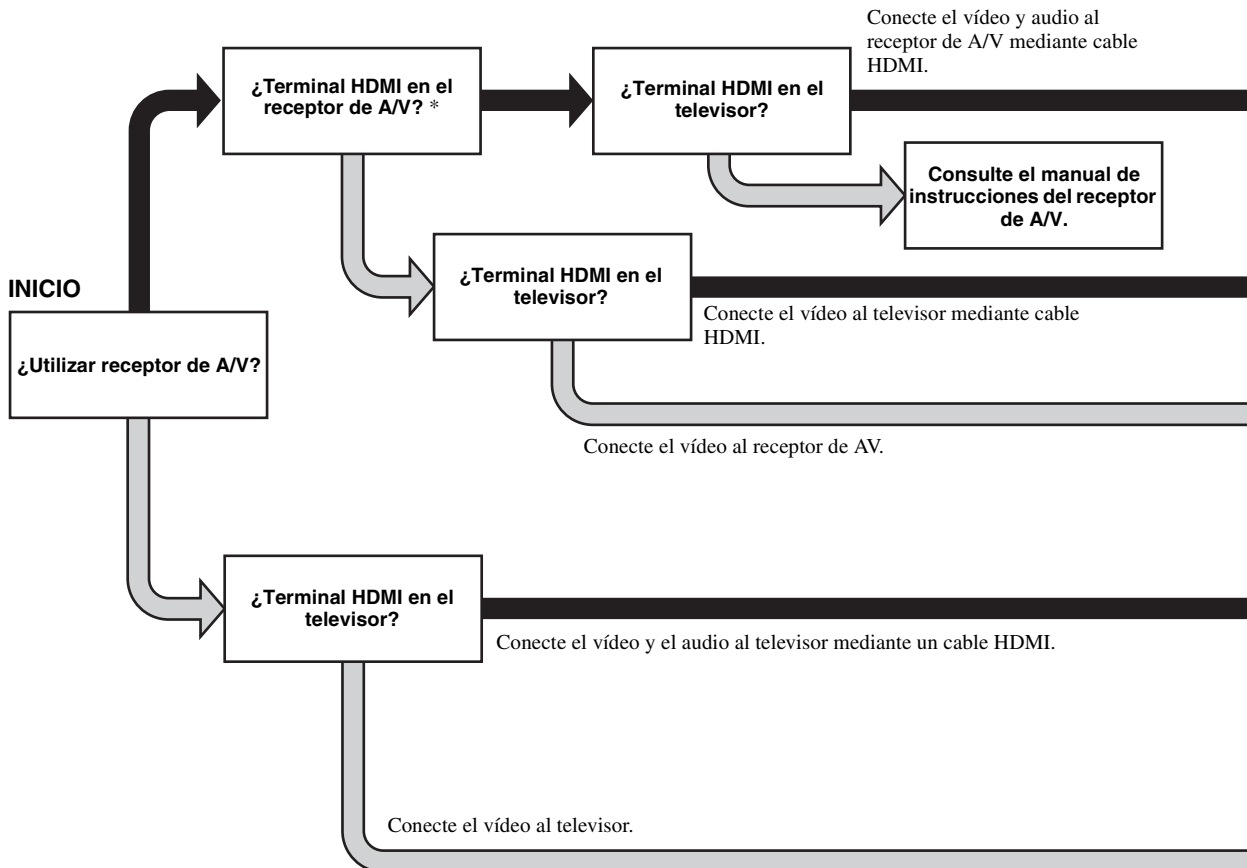 Conecte el vídeo y audio al
receptor de A/V mediante cable
HDMI.
¿Terminal HDMI en el
receptor de A/V? *
¿Terminal HDMI en el
televisor?
Consulte el manual de
instrucciones del receptor
de A/V.
¿Terminal HDMI en el
televisor?
INICIO
Conecte el vídeo al televisor mediante cable
HDMI.
¿Utilizar receptor de A/V?
Conecte el vídeo al receptor de AV.
¿Terminal HDMI en el
televisor?
Conecte el vídeo y el audio al televisor mediante un cable HDMI.
Conecte el vídeo al televisor.